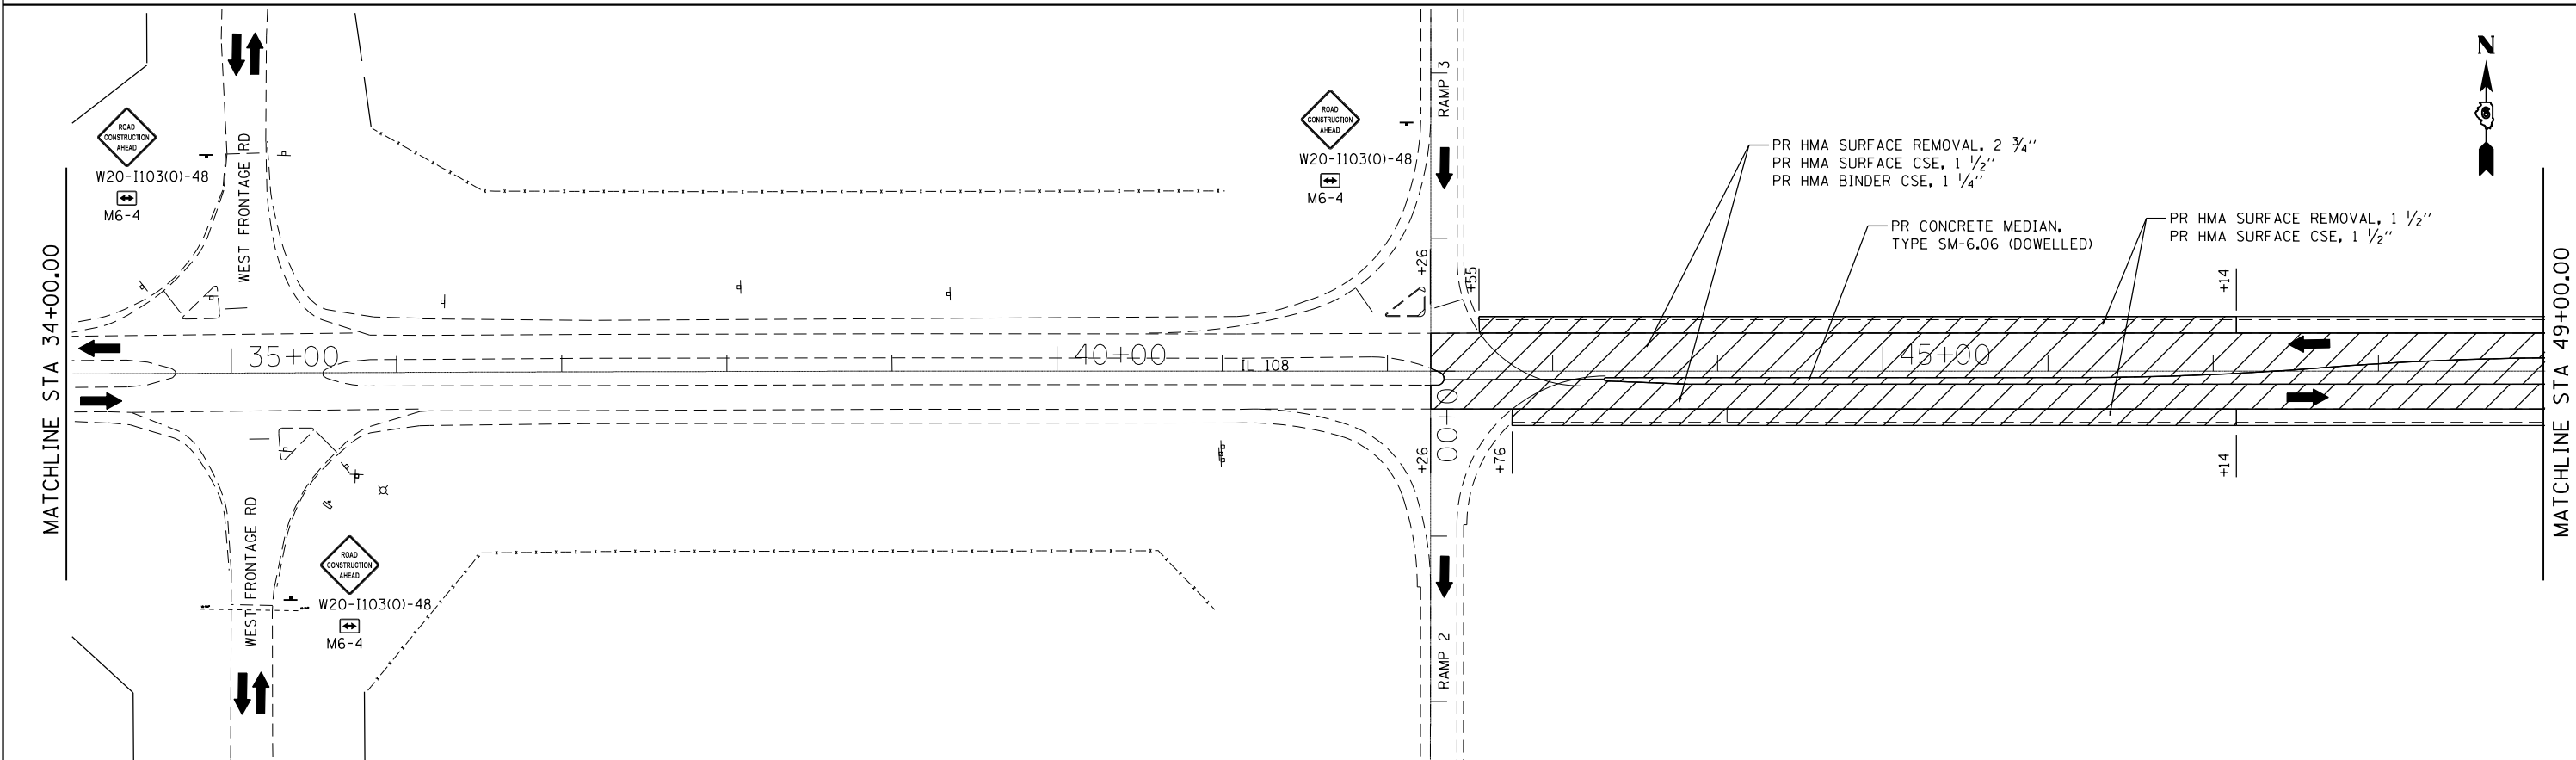 N
6
ROAD
CONSTRUCTION
AHEAD
W20-I103(0)-48
M6-4
WEST FRONTAGE RD
ROAD
CONSTRUCTION
AHEAD
W20-I103(0)-48
M6-4
RAMP 3
PR HMA SURFACE REMOVAL, 2 3/4"
PR HMA SURFACE CSE, 1 1/2"
PR HMA BINDER CSE, 1 1/4"
PR CONCRETE MEDIAN,
TYPE SM-6.06 (DOWELLED)
PR HMA SURFACE REMOVAL, 1 1/2"
PR HMA SURFACE CSE, 1 1/2"
MATCHLINE STA 34+00.00
+26
+55
+14
MATCHLINE STA 49+00.00
35+00
40+00
45+00
IL 108
0+00
+26
+76
+14
WEST FRONTAGE RD
ROAD
CONSTRUCTION
AHEAD
W20-I103(0)-48
M6-4
RAMP 2